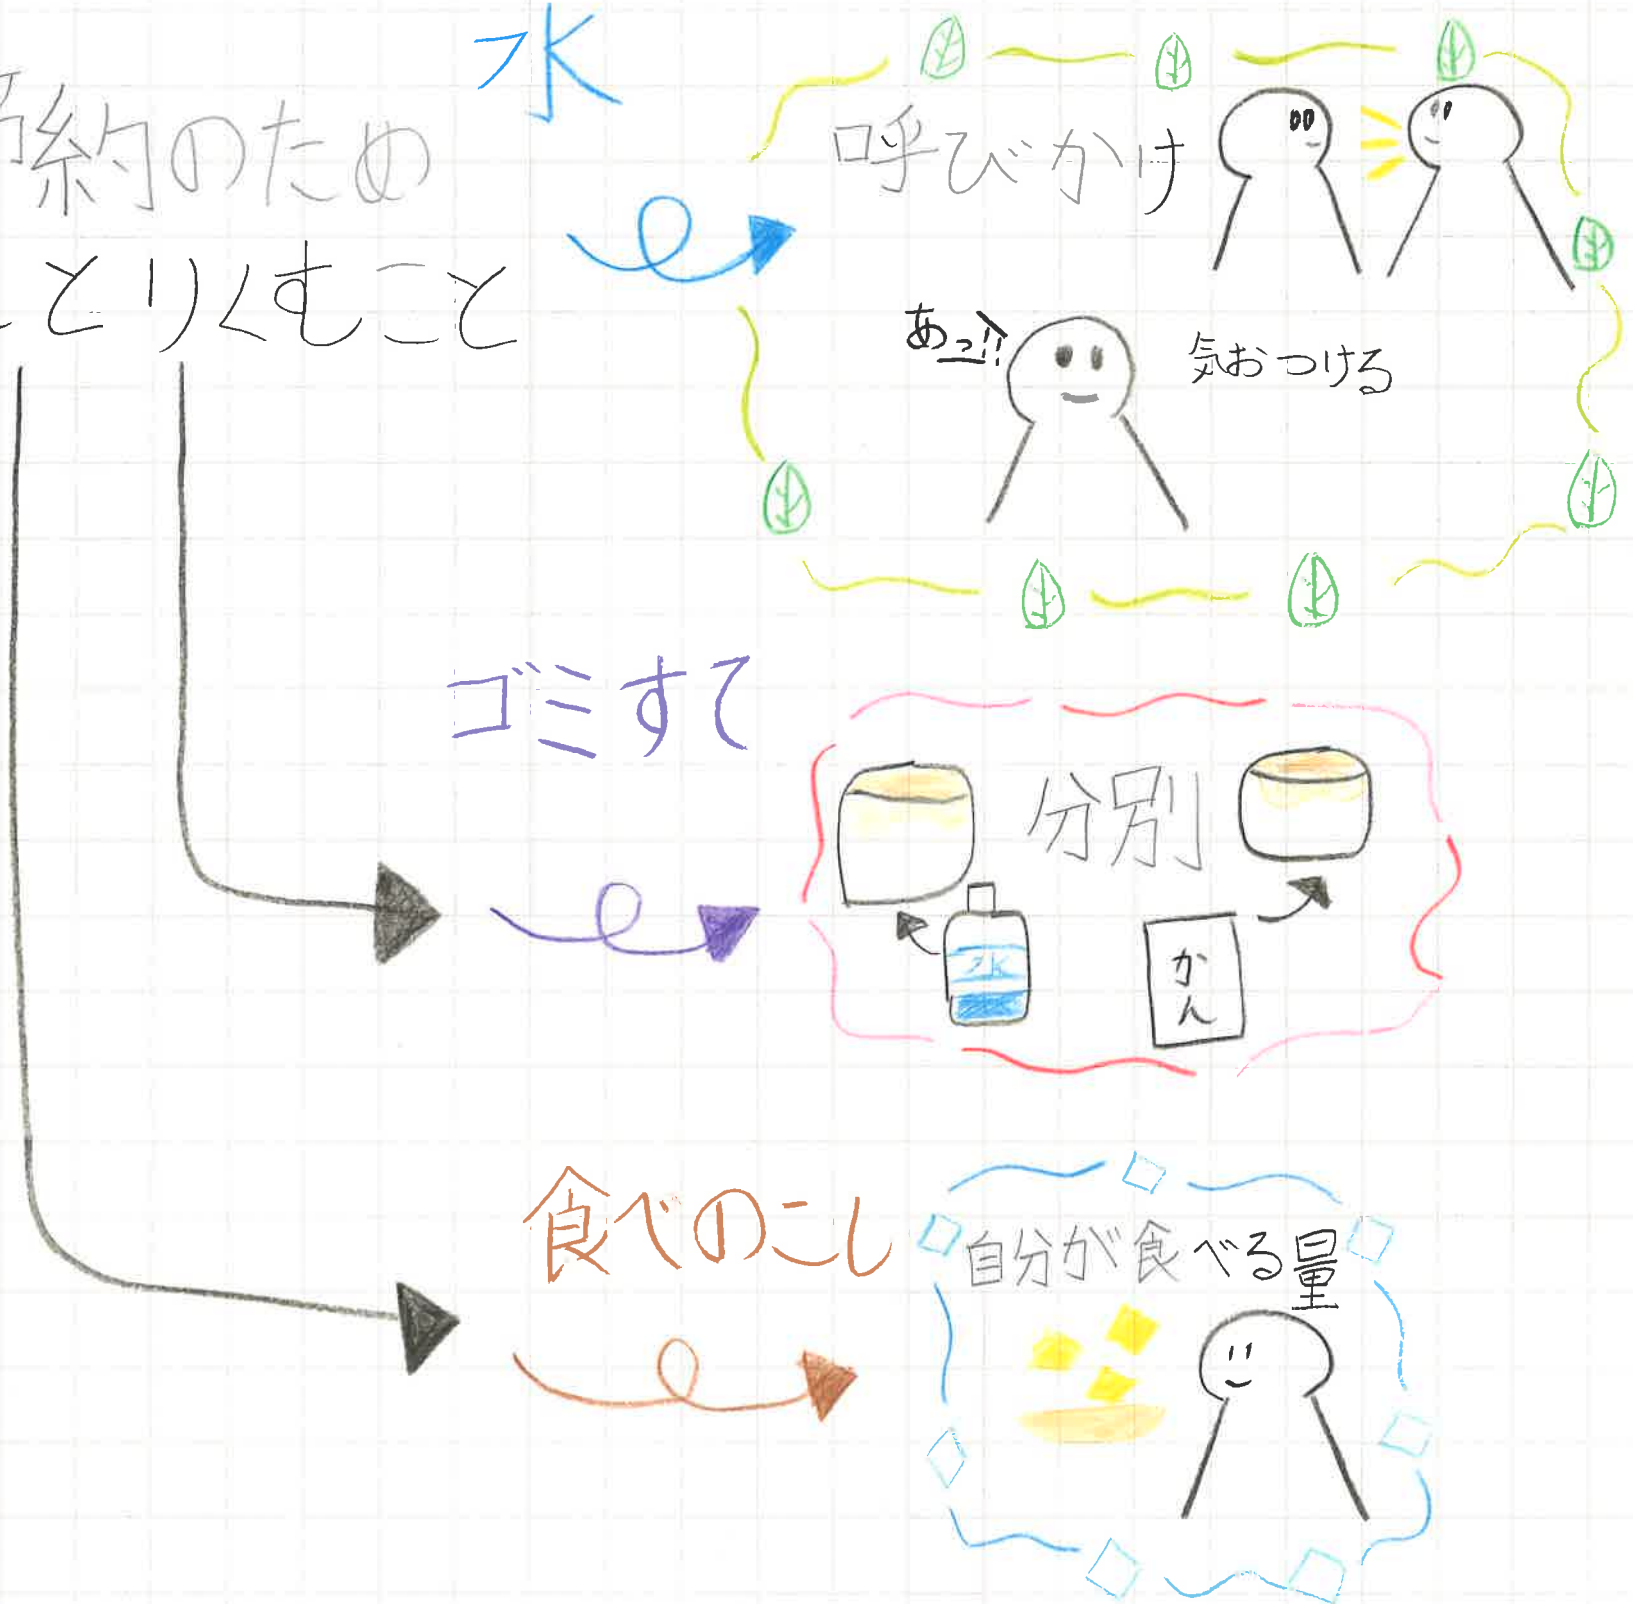 水
約のため
とりくむこと
呼びかけ
あっ!!
気おつける
ゴミすて
分別
水
かん
食べのこし
自分が食べる量